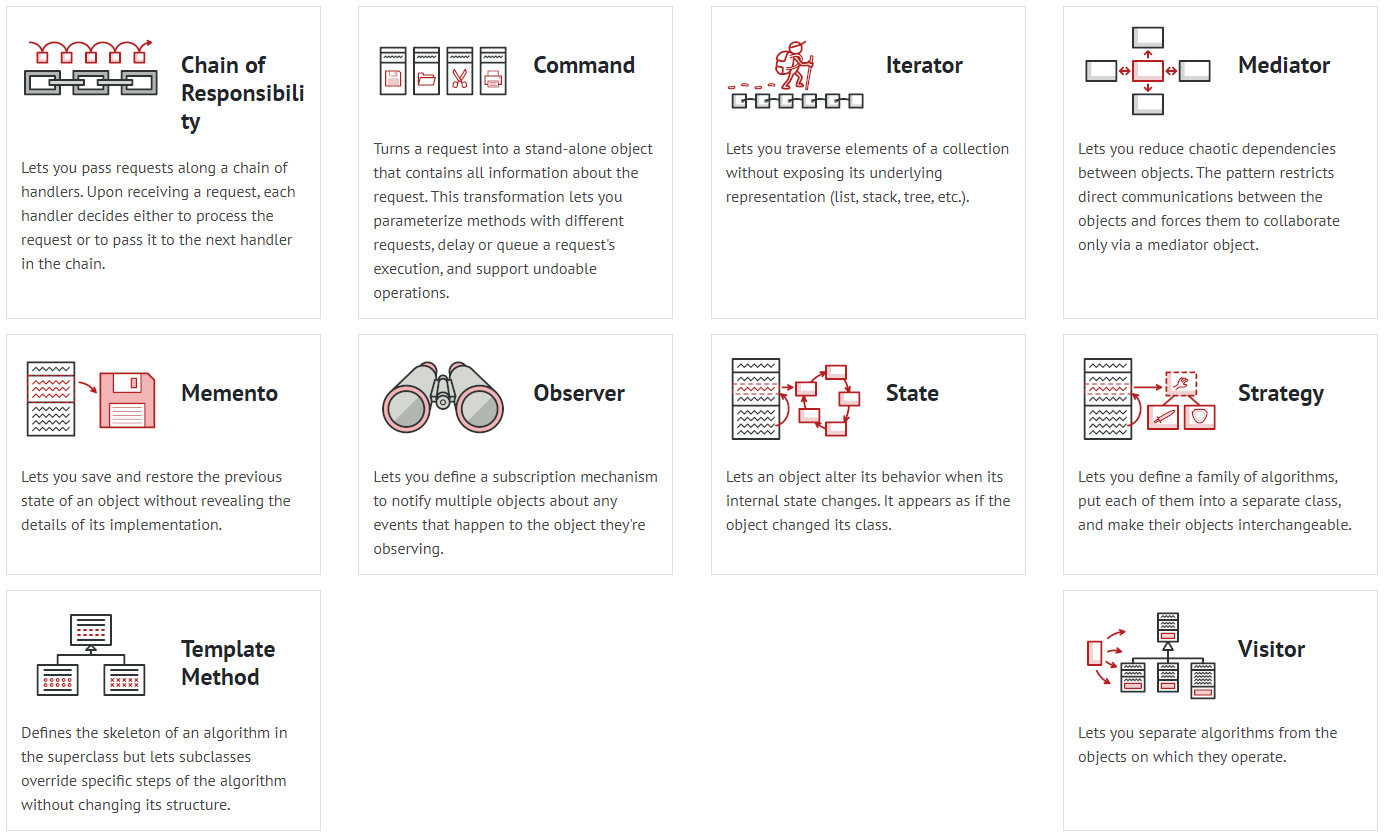 Chain of
Responsibili
ty
Lets you pass requests along a chain of
handlers. Upon receiving a request, each
handler decides either to process the
request or to pass it to the next handler
in the chain.
Command
Turns a request into a stand-alone object
that contains all information about the
request. This transformation lets you
parameterize methods with different
requests, delay or queue a request's
execution, and support undoable
operations.
Iterator
Lets you traverse elements of a collection
without exposing its underlying
representation (list, stack, tree, etc.).
Mediator
Lets you reduce chaotic dependencies
between objects. The pattern restricts
direct communications between the
objects and forces them to collaborate
only via a mediator object.
Memento
Lets you save and restore the previous
state of an object without revealing the
details of its implementation.
Observer
Lets you define a subscription mechanism
to notify multiple objects about any
events that happen to the object they're
observing.
State
Lets an object alter its behavior when its
internal state changes. It appears as if the
object changed its class.
Strategy
Lets you define a family of algorithms,
put each of them into a separate class,
and make their objects interchangeable.
Template
Method
Defines the skeleton of an algorithm in
the superclass but lets subclasses
override specific steps of the algorithm
without changing its structure.
Visitor
Lets you separate algorithms from the
objects on which they operate.